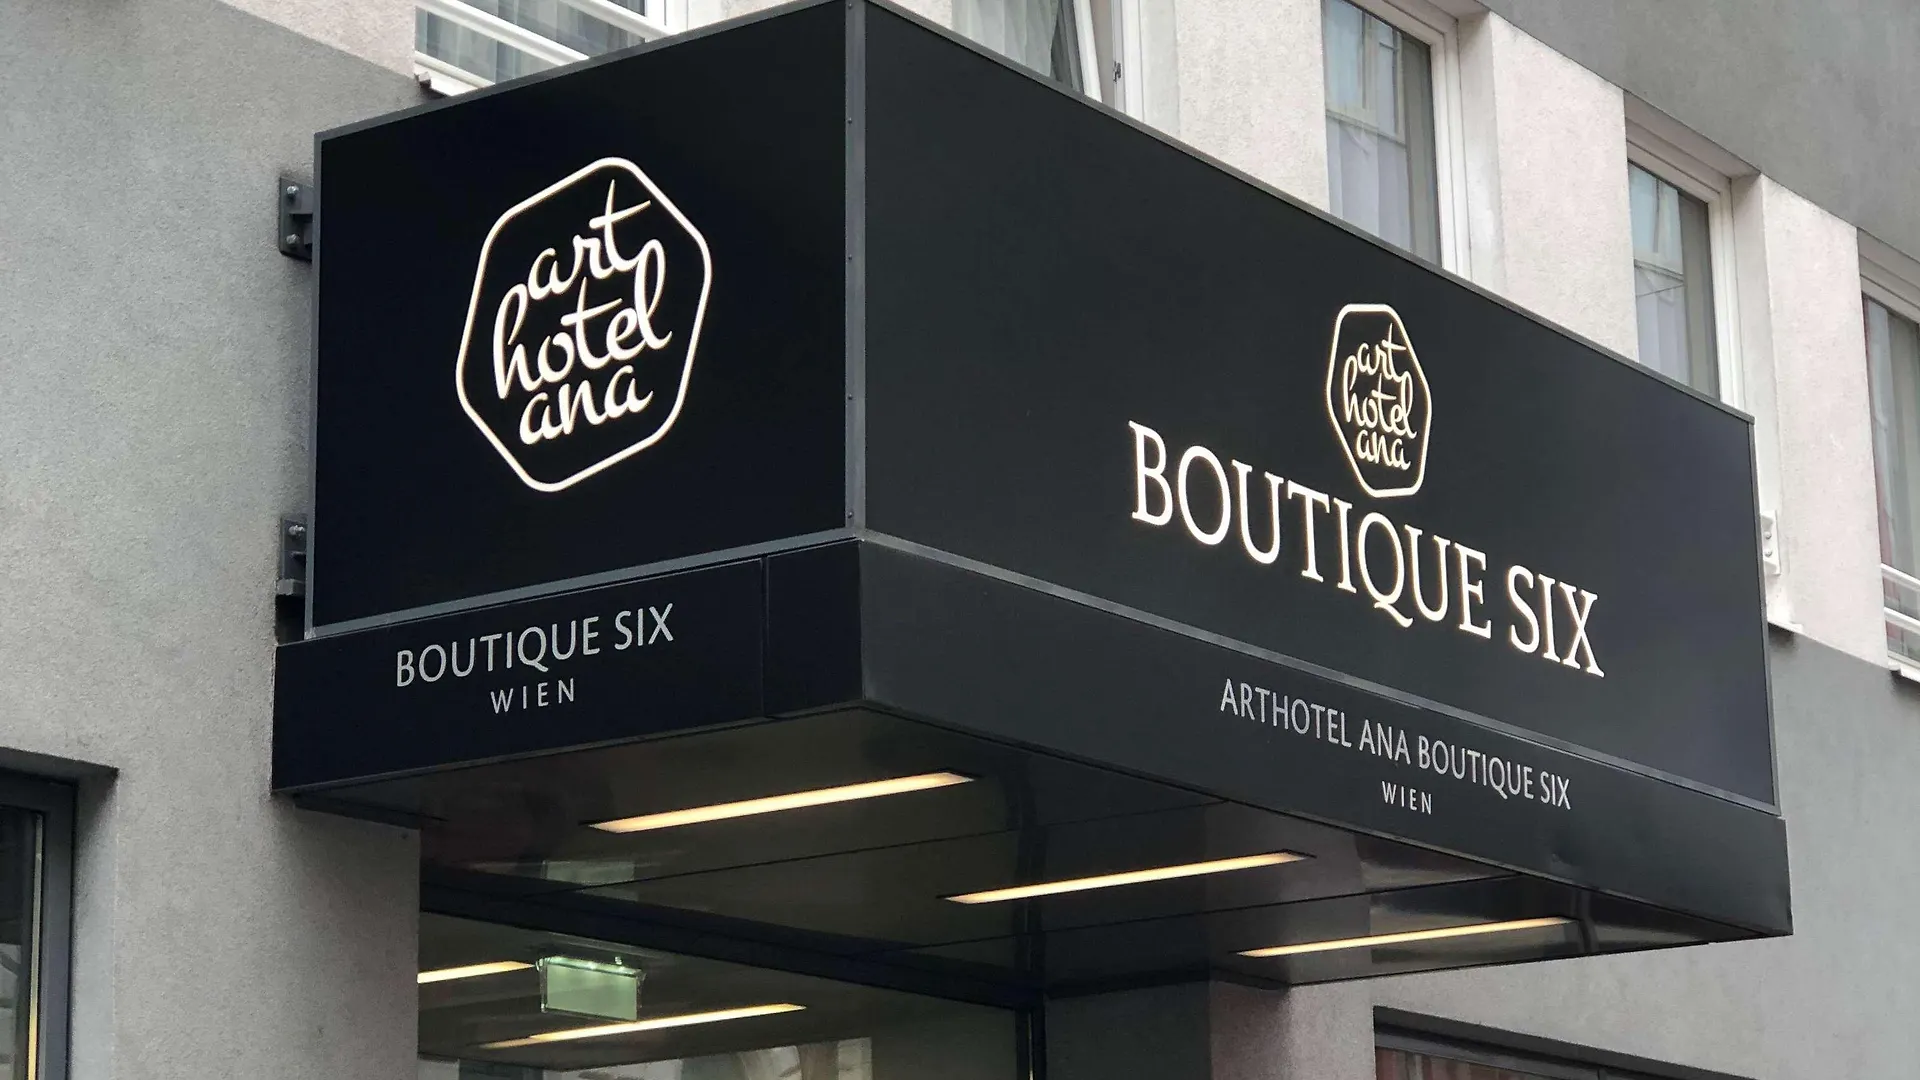 art
hotel
ana
BOUTIQUE SIX
WIEN
art
hotel
ana
BOUTIQUE SIX
ARTHOTEL ANA BOUTIQUE SIX
WIEN